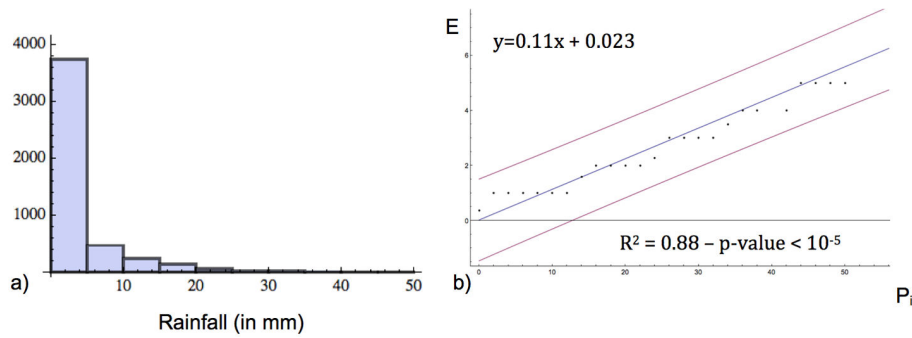 4000
3000
2000
1000
0
10
20
30
40
50
a)
Rainfall (in mm)
E
y=0.11x + 0.023
6
4
2
0
R² = 0.88 – p-value < 10⁻⁵
0
10
20
30
40
50
b)
Pᵢ